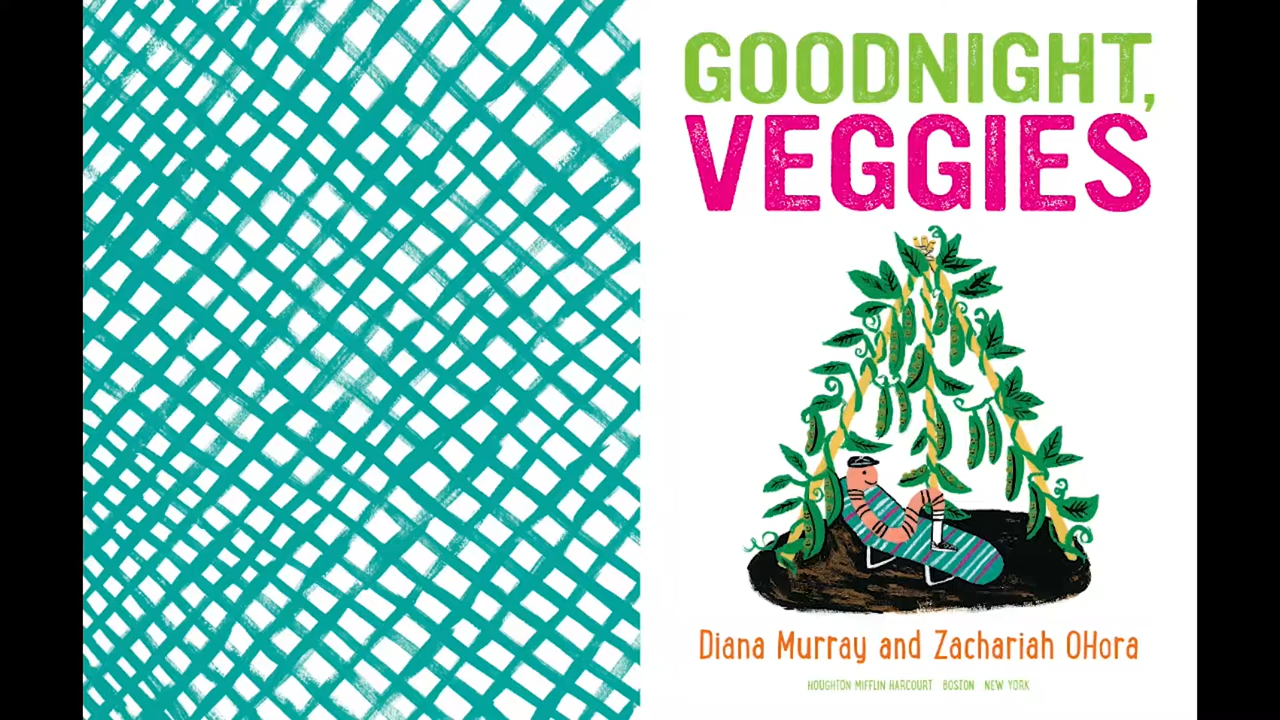 GOODNIGHT,
VEGGIES
Diana Murray and Zachariah OHora
HOUGHTON MIFFLIN HARCOURT BOSTON NEW YORK